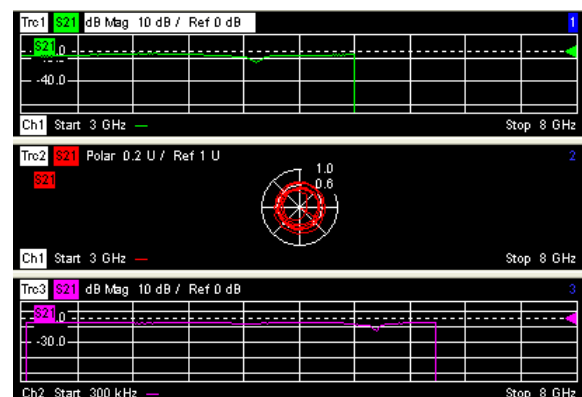 Trc1 S21 dB Mag 10 dB / Ref 0 dB 1
S21
-40.0
Ch1 Start 3 GHz — Stop 8 GHz
Trc2 S21 Polar 0.2 U / Ref 1 U 2
S21
1.0
0.6
Ch1 Start 3 GHz — Stop 8 GHz
Trc3 S21 dB Mag 10 dB / Ref 0 dB 3
S21
-30.0
Ch2 Start 300 kHz — Stop 8 GHz